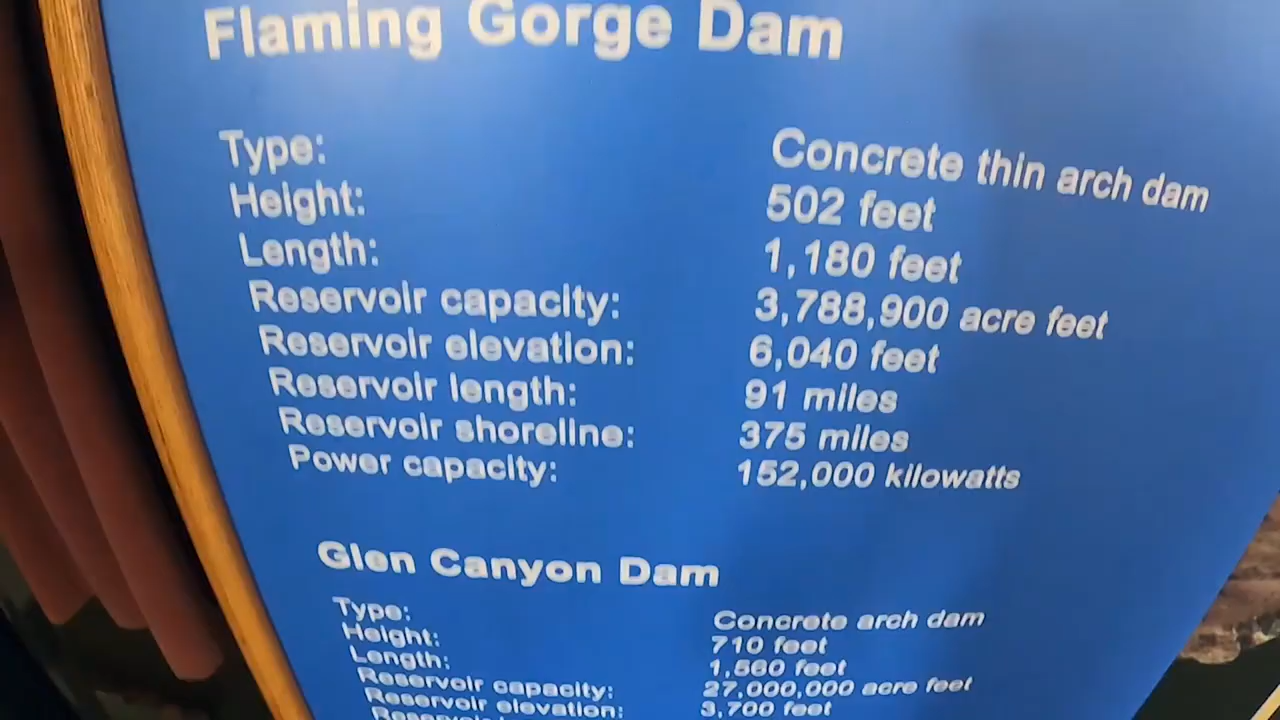 Flaming Gorge Dam
Type: Concrete thin arch dam
Height: 502 feet
Length: 1,180 feet
Reservoir capacity: 3,788,900 acre feet
Reservoir elevation: 6,040 feet
Reservoir length: 91 miles
Reservoir shoreline: 375 miles
Power capacity: 152,000 kilowatts
Glen Canyon Dam
Type: Concrete arch dam
Height: 710 feet
Length: 1,560 feet
Reservoir capacity: 27,000,000 acre feet
Reservoir elevation: 3,700 feet